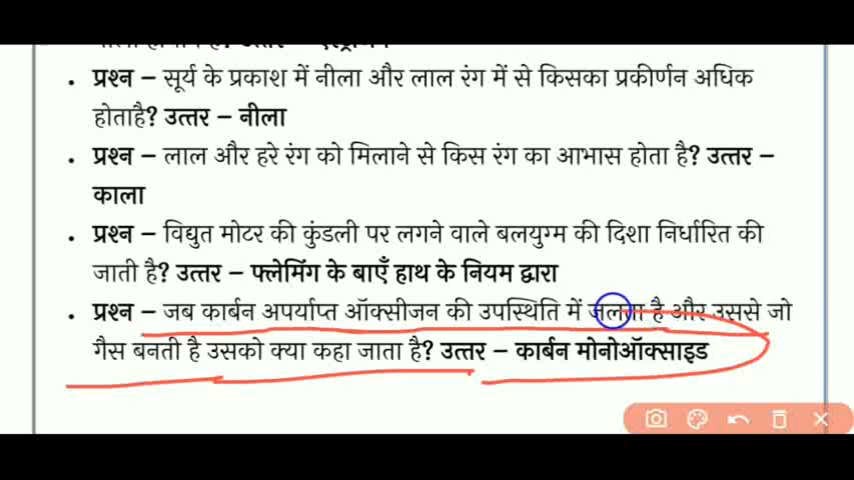 उत्तर –
• प्रश्न – सूर्य के प्रकाश में नीला और लाल रंग में से किसका प्रकीर्णन अधिक
होताहै? उत्तर – नीला
• प्रश्न – लाल और हरे रंग को मिलाने से किस रंग का आभास होता है? उत्तर –
काला
• प्रश्न – विद्युत मोटर की कुंडली पर लगने वाले बलयुग्म की दिशा निर्धारित की
जाती है? उत्तर – फ्लेमिंग के बाएँ हाथ के नियम द्वारा
• प्रश्न – जब कार्बन अपर्याप्त ऑक्सीजन की उपस्थिति में जलता है और उससे जो
गैस बनती है उसको क्या कहा जाता है? उत्तर – कार्बन मोनोऑक्साइड